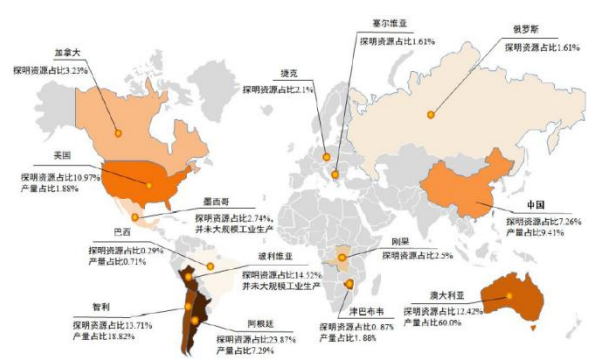 塞尔维亚
探明资源占比1.61%
俄罗斯
探明资源占比1.61%
加拿大
探明资源占比3.23%
捷克
探明资源占比2.1%
美国
探明资源占比10.97%
产量占比1.88%
墨西哥
探明资源占比2.74%,
并未大规模工业生产
中国
探明资源占比7.26%
产量占比9.41%
巴西
探明资源占比0.29%
产量占比0.71%
玻利维亚
探明资源占比14.52%
并未大规模工业生产
刚果
探明资源占比2.5%
智利
探明资源占比13.71%
产量占比18.82%
阿根廷
探明资源占比23.87%
产量占比7.29%
津巴布韦
探明资源占比0.87%
产量占比1.88%
澳大利亚
探明资源占比12.42%
产量占比60.0%